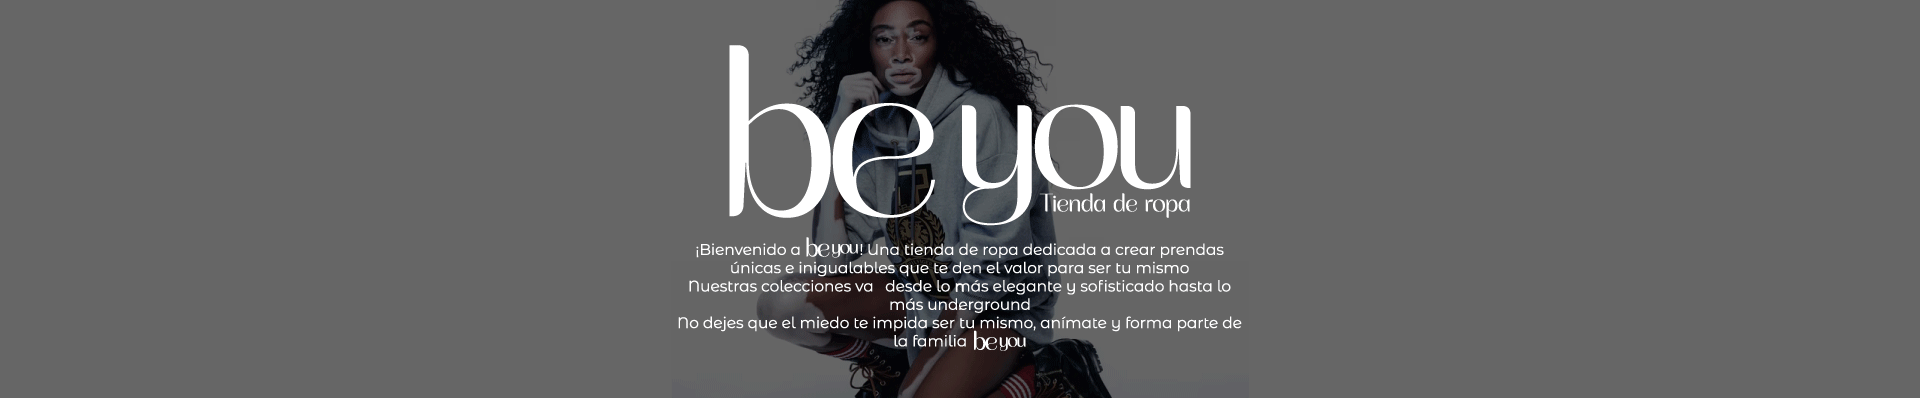 be you
Tienda de ropa
¡Bienvenido a be you! Una tienda de ropa dedicada a crear prendas
únicas e inigualables que te den el valor para ser tu mismo
Nuestras colecciones va desde lo más elegante y sofisticado hasta lo
más underground
No dejes que el miedo te impida ser tu mismo, anímate y forma parte de
la familia be you